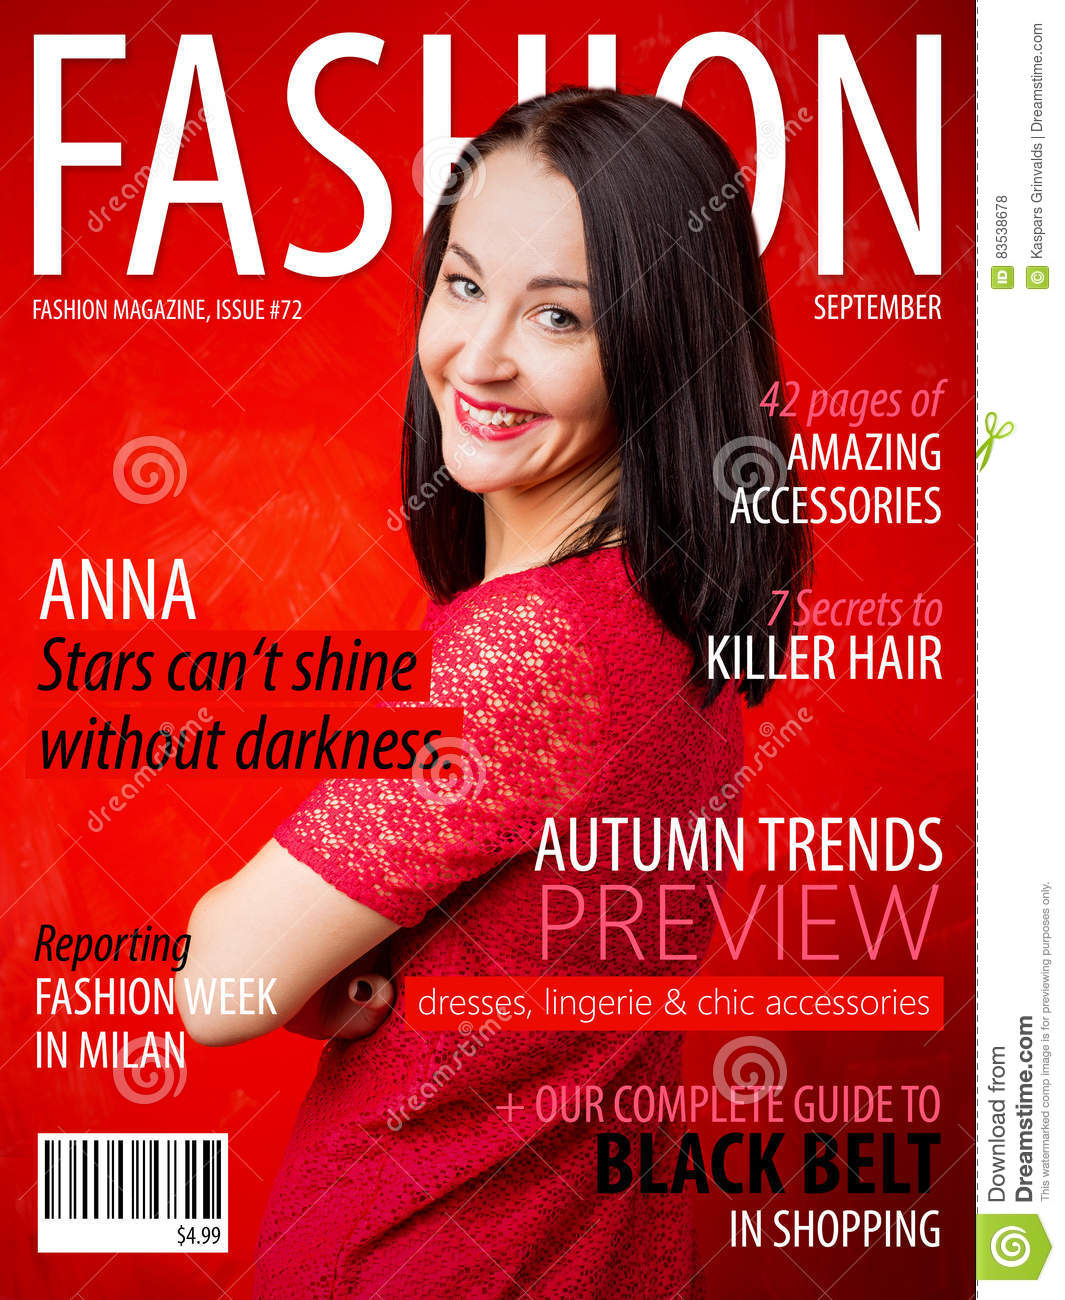 FASHION
FASHION MAGAZINE, ISSUE #72
SEPTEMBER
42 pages of
AMAZING
ACCESSORIES
7 Secrets to
KILLER HAIR
ANNA
Stars can't shine
without darkness.
AUTUMN TRENDS
PREVIEW
dresses, lingerie & chic accessories
Reporting
FASHION WEEK
IN MILAN
+ OUR COMPLETE GUIDE TO
BLACK BELT
IN SHOPPING
$4.99
dreamstime
dreamstime
dreamstime
dreamstime
dreamstime
dreamstime
dreamstime
ID 83538678
© Kaspars Grinvalds | Dreamstime.com
Download from
Dreamstime.com
This watermarked comp image is for previewing purposes only.